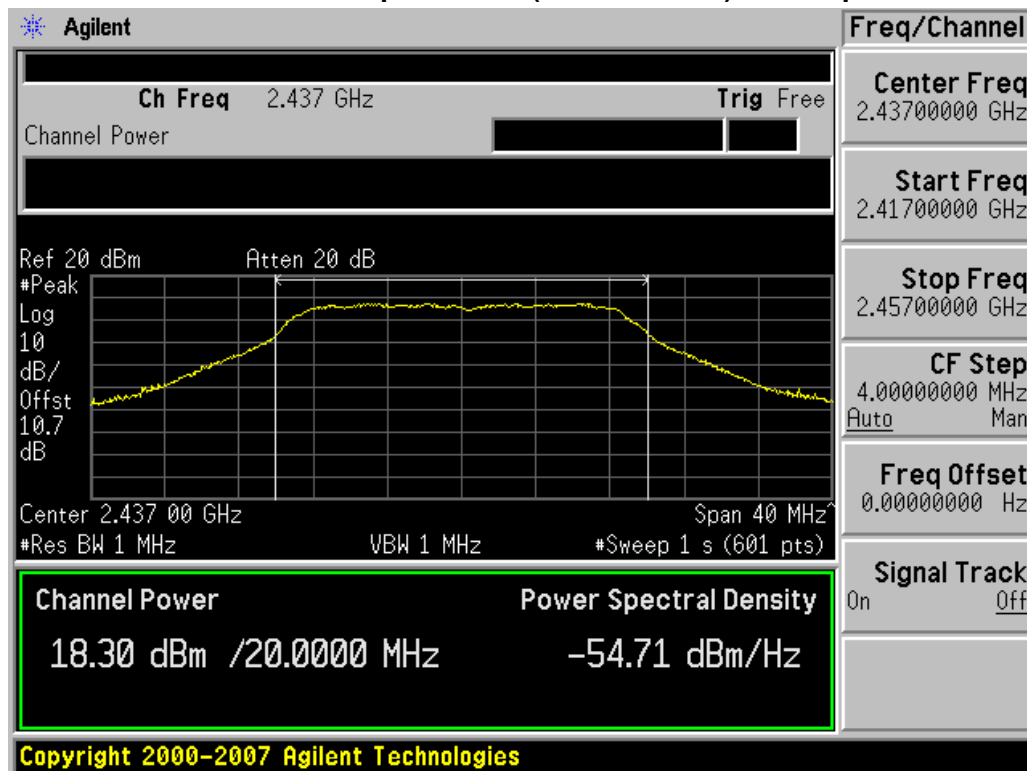 Agilent
Freq/Channel
Ch Freq 2.437 GHz Trig Free
Channel Power
Ref 20 dBm Atten 20 dB
#Peak
Log
10
dB/
Offst
10.7
dB
Center 2.437 00 GHz Span 40 MHz^
#Res BW 1 MHz VBW 1 MHz #Sweep 1 s (601 pts)
Channel Power Power Spectral Density
18.30 dBm /20.0000 MHz -54.71 dBm/Hz
Center Freq
2.43700000 GHz
Start Freq
2.41700000 GHz
Stop Freq
2.45700000 GHz
CF Step
4.00000000 MHz
Auto Man
Freq Offset
0.00000000 Hz
Signal Track
On Off
Copyright 2000-2007 Agilent Technologies